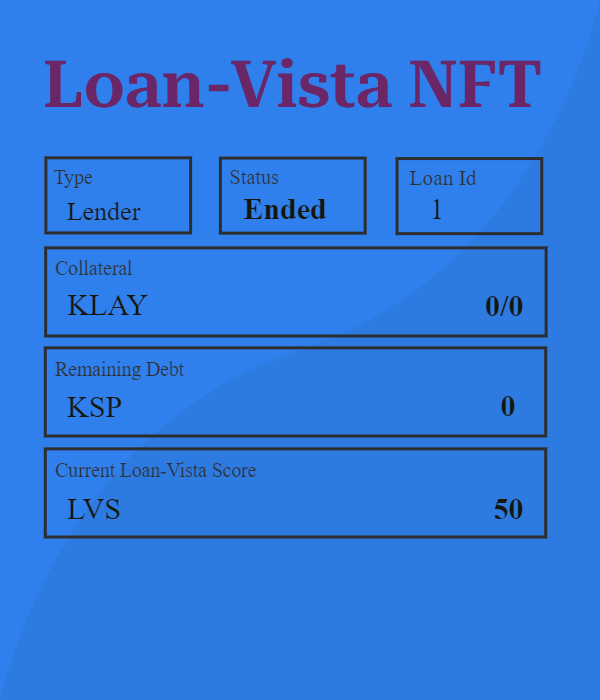 Loan-Vista NFT
Type Status Loan Id
Lender Ended 1
Collateral
KLAY 0/0
Remaining Debt
KSP 0
Current Loan-Vista Score
LVS 50